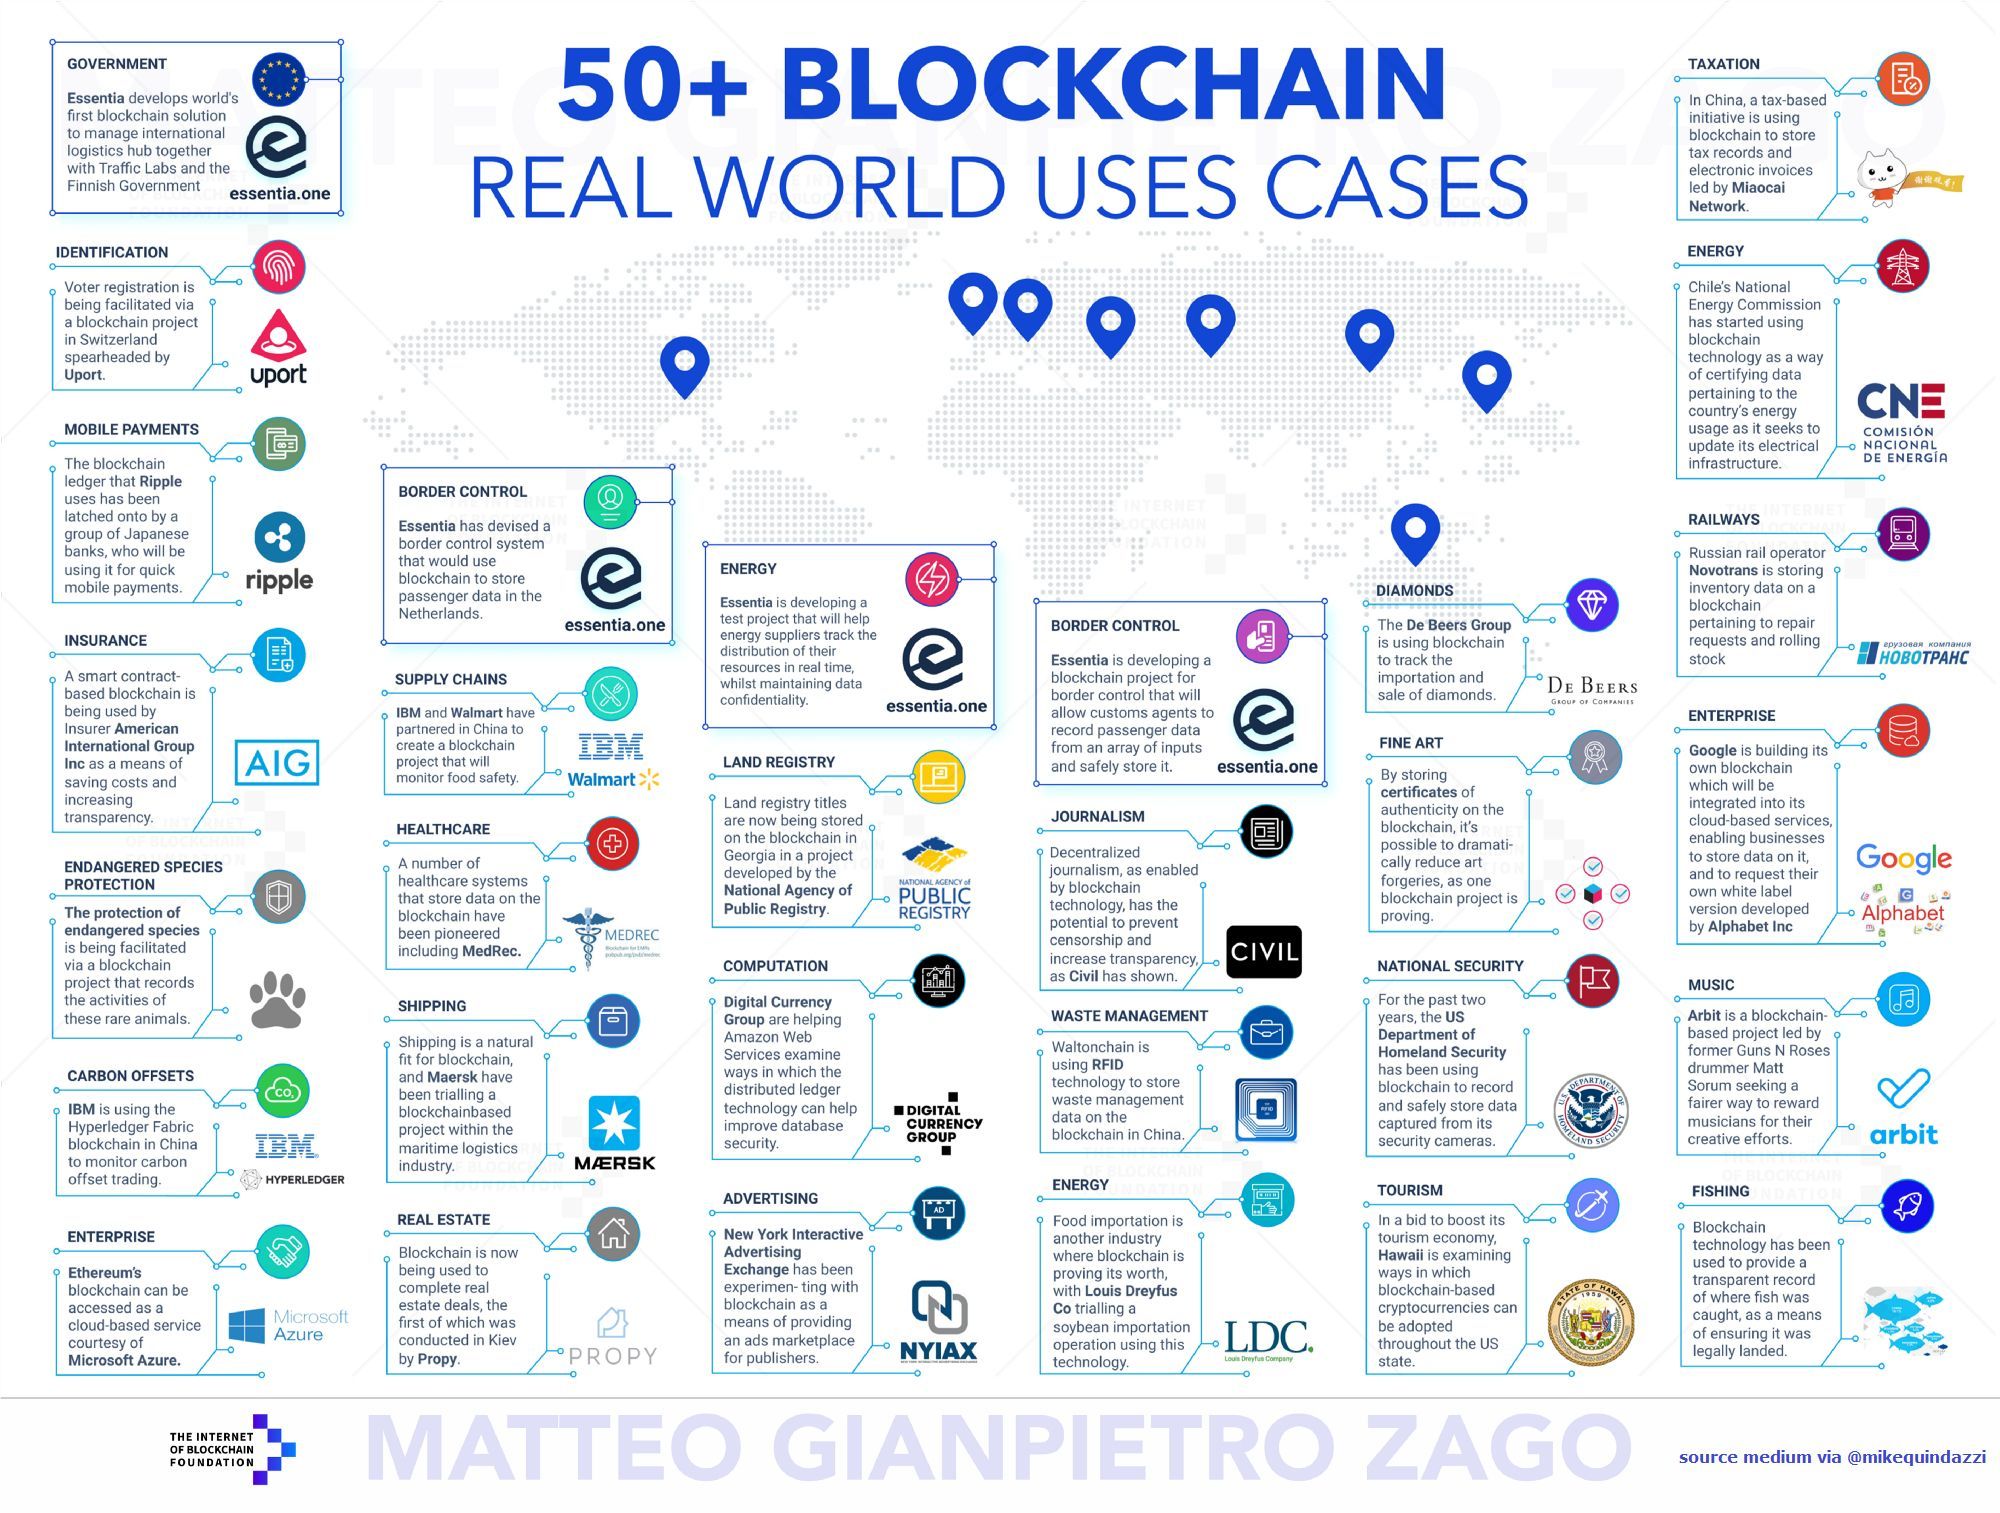 50+ BLOCKCHAIN
REAL WORLD USES CASES
GOVERNMENT
Essentia develops world's
first blockchain solution
to manage international
logistics hub together
with Traffic Labs and the
Finnish Government
essentia.one
IDENTIFICATION
Voter registration is
being facilitated via
a blockchain project
in Switzerland
spearheaded by
Uport.
uport
MOBILE PAYMENTS
The blockchain
ledger that Ripple
uses has been
latched onto by a
group of Japanese
banks, who will be
using it for quick
mobile payments.
ripple
INSURANCE
A smart contract-
based blockchain is
being used by
Insurer American
International Group
Inc as a means of
saving costs and
increasing
transparency.
AIG
ENDANGERED SPECIES
PROTECTION
The protection of
endangered species
is being facilitated
via a blockchain
project that records
the activities of
these rare animals.
CARBON OFFSETS
IBM is using the
Hyperledger Fabric
blockchain in China
to monitor carbon
offset trading.
CO2
IBM
HYPERLEDGER
ENTERPRISE
Ethereum's
blockchain can be
accessed as a
cloud-based service
courtesy of
Microsoft Azure.
Microsoft
Azure
BORDER CONTROL
Essentia has devised a
border control system
that would use
blockchain to store
passenger data in the
Netherlands.
essentia.one
SUPPLY CHAINS
IBM and Walmart have
partnered in China to
create a blockchain
project that will
monitor food safety.
IBM
Walmart
HEALTHCARE
A number of
healthcare systems
that store data on the
blockchain have
been pioneered
including MedRec.
MEDREC
Blockchain for EMRs
pubpub.org/pub/medrec
SHIPPING
Shipping is a natural
fit for blockchain,
and Maersk have
been trialling a
blockchainbased
project within the
maritime logistics
industry.
MÆRSK
REAL ESTATE
Blockchain is now
being used to
complete real
estate deals, the
first of which was
conducted in Kiev
by Propy.
PROPY
ENERGY
Essentia is developing a
test project that will help
energy suppliers track the
distribution of their
resources in real time,
whilst maintaining data
confidentiality.
essentia.one
LAND REGISTRY
Land registry titles
are now being stored
on the blockchain in
Georgia in a project
developed by the
National Agency of
Public Registry.
NATIONAL AGENCY of
PUBLIC
REGISTRY
COMPUTATION
Digital Currency
Group are helping
Amazon Web
Services examine
ways in which the
distributed ledger
technology can help
improve database
security.
DIGITAL
CURRENCY
GROUP
ADVERTISING
New York Interactive
Advertising
Exchange has been
experimen- ting with
blockchain as a
means of providing
an ads marketplace
for publishers.
AD
NYIAX
BORDER CONTROL
Essentia is developing a
blockchain project for
border control that will
allow customs agents to
record passenger data
from an array of inputs
and safely store it.
essentia.one
JOURNALISM
Decentralized
journalism, as enabled
by blockchain
technology, has the
potential to prevent
censorship and
increase transparency,
as Civil has shown.
CIVIL
WASTE MANAGEMENT
Waltonchain is
using RFID
technology to store
waste management
data on the
blockchain in China.
RFID
ENERGY
Food importation is
another industry
where blockchain is
proving its worth,
with Louis Dreyfus
Co trialling a
soybean importation
operation using this
technology.
LDC.
Louis Dreyfus Company
DIAMONDS
The De Beers Group
is using blockchain
to track the
importation and
sale of diamonds.
DE BEERS
GROUP OF COMPANIES
FINE ART
By storing
certificates of
authenticity on the
blockchain, it's
possible to dramati-
cally reduce art
forgeries, as one
blockchain project is
proving.
NATIONAL SECURITY
For the past two
years, the US
Department of
Homeland Security
has been using
blockchain to record
and safely store data
captured from its
security cameras.
U.S. DEPARTMENT OF
HOMELAND SECURITY
TOURISM
In a bid to boost its
tourism economy,
Hawaii is examining
ways in which
blockchain-based
cryptocurrencies can
be adopted
throughout the US
state.
STATE OF HAWAII
1959
TAXATION
In China, a tax-based
initiative is using
blockchain to store
tax records and
electronic invoices
led by Miaocai
Network.
谢谢观看!
ENERGY
Chile's National
Energy Commission
has started using
blockchain
technology as a way
of certifying data
pertaining to the
country's energy
usage as it seeks to
update its electrical
infrastructure.
CNE
COMISIÓN
NACIONAL
DE ENERGÍA
RAILWAYS
Russian rail operator
Novotrans is storing
inventory data on a
blockchain
pertaining to repair
requests and rolling
stock
грузовая компания
НОВОТРАНС
ENTERPRISE
Google is building its
own blockchain
which will be
integrated into its
cloud-based services,
enabling businesses
to store data on it,
and to request their
own white label
version developed
by Alphabet Inc
Google
Alphabet
MUSIC
Arbit is a blockchain-
based project led by
former Guns N Roses
drummer Matt
Sorum seeking a
fairer way to reward
musicians for their
creative efforts.
arbit
FISHING
Blockchain
technology has been
used to provide a
transparent record
of where fish was
caught, as a means
of ensuring it was
legally landed.
THE INTERNET
OF BLOCKCHAIN
FOUNDATION
MATTEO GIANPIETRO ZAGO
source medium via @mikequindazzi